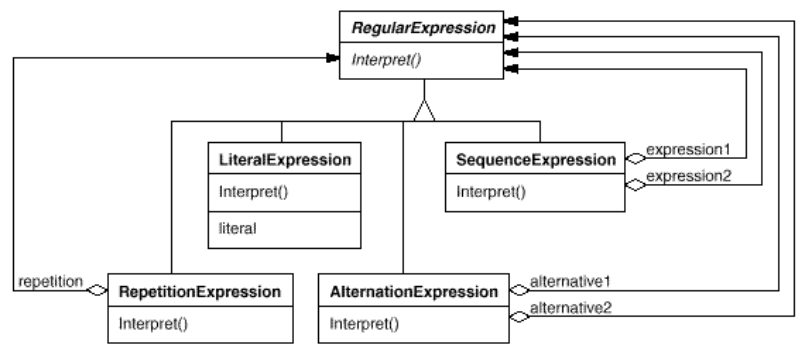 RegularExpression
Interpret()
LiteralExpression
Interpret()
literal
SequenceExpression
Interpret()
expression1
expression2
repetition
RepetitionExpression
Interpret()
AlternationExpression
Interpret()
alternative1
alternative2